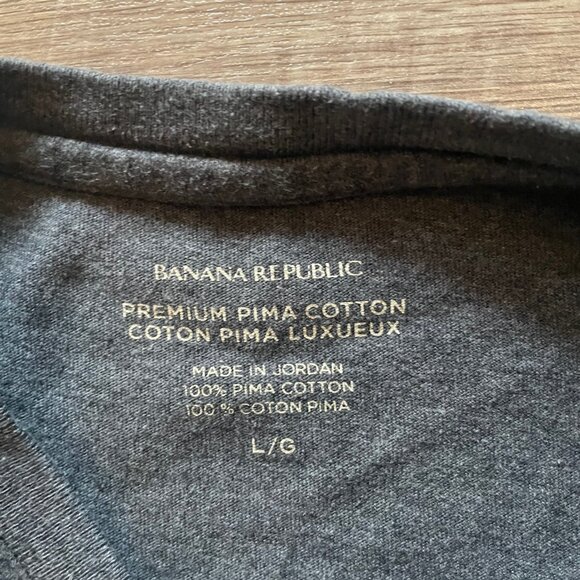 BANANA REPUBLIC
PREMIUM PIMA COTTON
COTON PIMA LUXUEUX
MADE IN JORDAN
100% PIMA COTTON
100% COTON PIMA
L/G